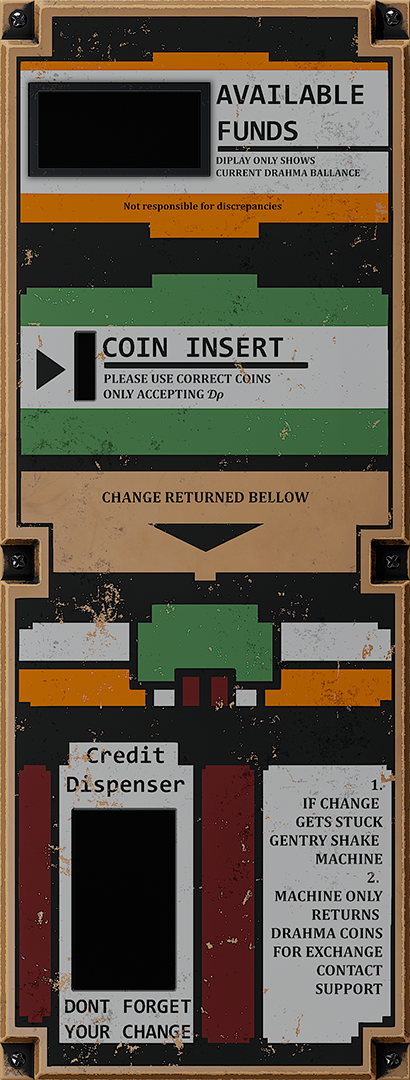 AVAILABLE
FUNDS
DIPLAY ONLY SHOWS
CURRENT DRAHMA BALLANCE
Not responsible for discrepancies
COIN INSERT
PLEASE USE CORRECT COINS
ONLY ACCEPTING Dρ
CHANGE RETURNED BELLOW
Credit
Dispenser
DONT FORGET
YOUR CHANGE
1.
IF CHANGE
GETS STUCK
GENTRY SHAKE
MACHINE
2.
MACHINE ONLY
RETURNS
DRAHMA COINS
FOR EXCHANGE
CONTACT
SUPPORT